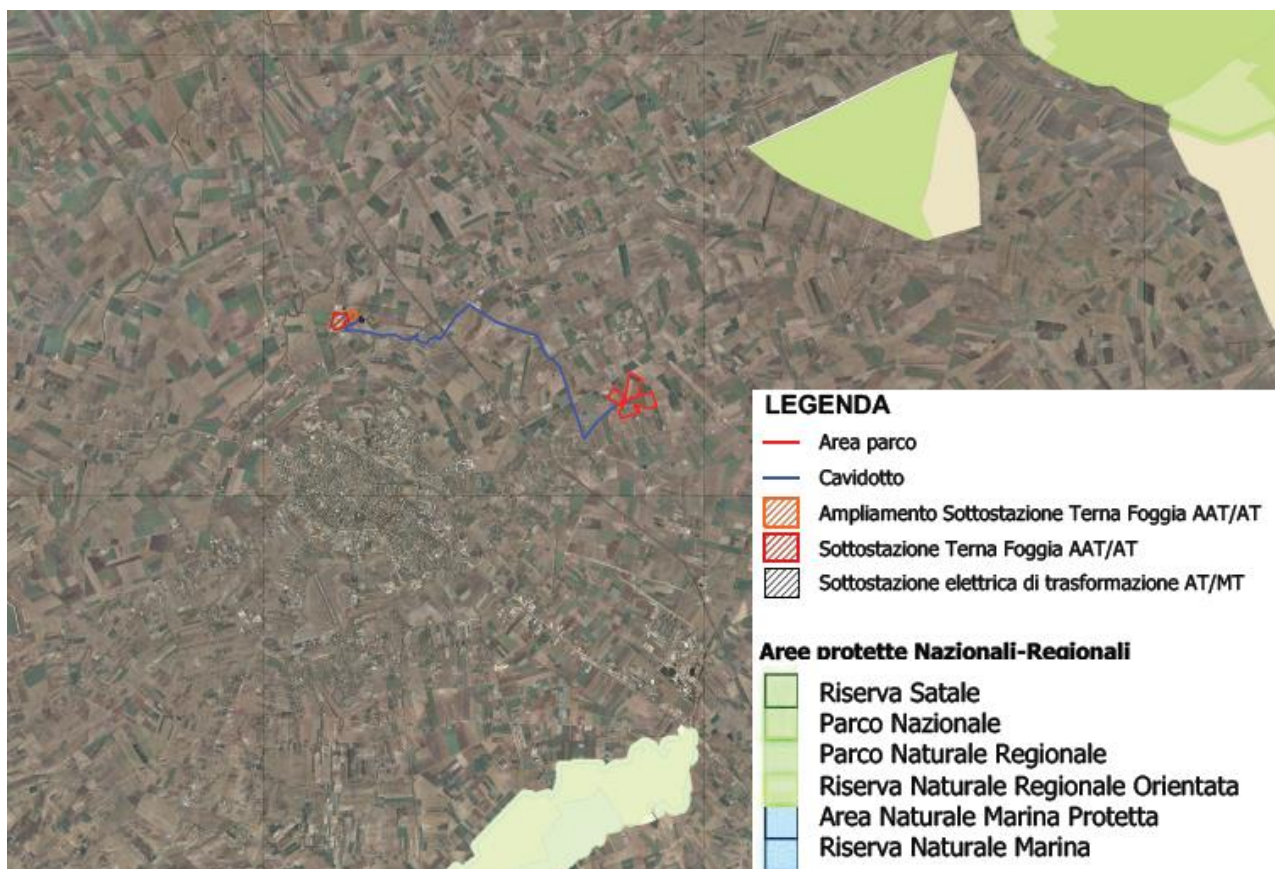 LEGENDA
Area parco
Cavidotto
Ampliamento Sottostazione Terna Foggia AAT/AT
Sottostazione Terna Foggia AAT/AT
Sottostazione elettrica di trasformazione AT/MT
Aree protette Nazionali-Regionali
Riserva Satale
Parco Nazionale
Parco Naturale Regionale
Riserva Naturale Regionale Orientata
Area Naturale Marina Protetta
Riserva Naturale Marina